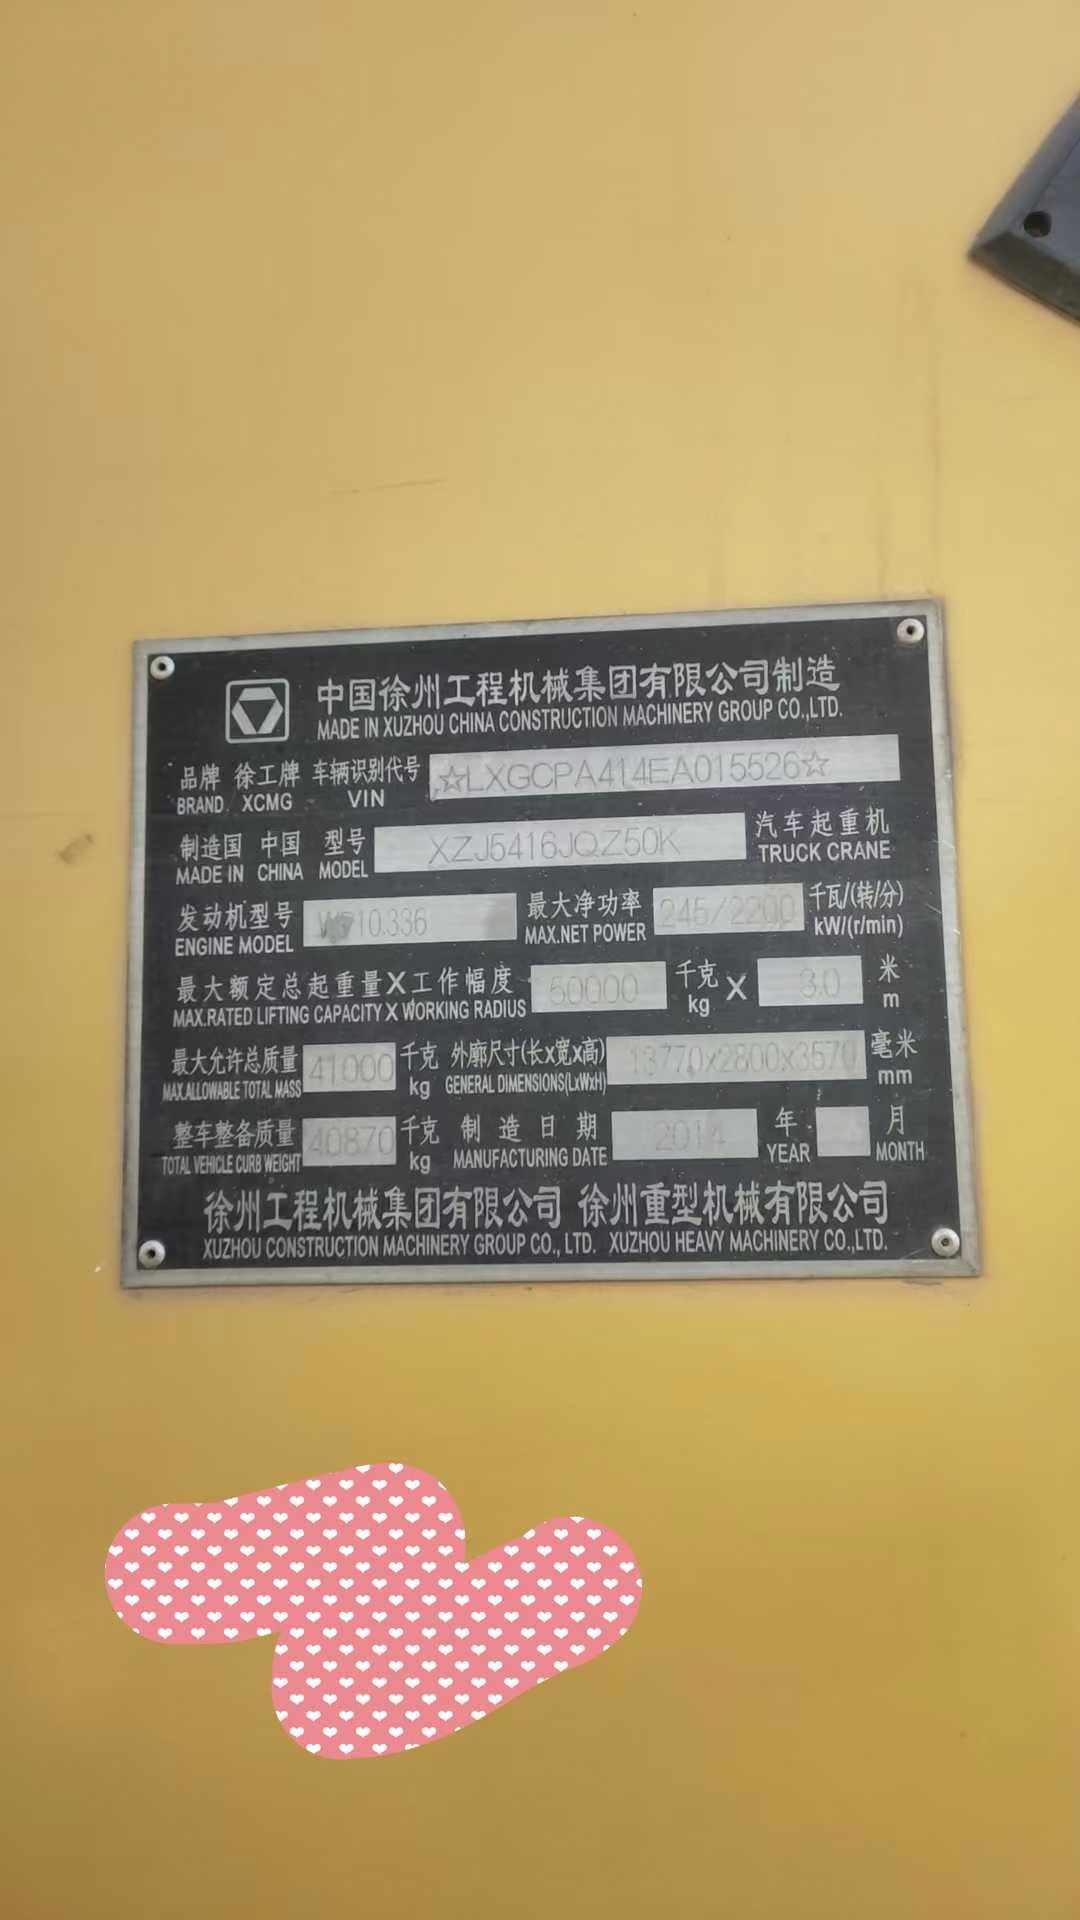 中国徐州工程机械集团有限公司制造
MADE IN XUZHOU CHINA CONSTRUCTION MACHINERY GROUP CO.,LTD.
品牌 徐工牌 车辆识别代号 ☆LXGCPA414EA015526☆
BRAND XCMG VIN
制造国 中国 型号 XZJ5416JQZ50K 汽车起重机
MADE IN CHINA MODEL TRUCK CRANE
发动机型号 最大净功率 245/2200 千瓦/(转/分)
ENGINE MODEL MAX.NET POWER kW/(r/min)
最大额定总起重量X工作幅度 千克 X 3.0 米
MAX.RATED LIFTING CAPACITY X WORKING RADIUS kg m
最大允许总质量 41000 千克 外廓尺寸(长x宽x高) 13770x2800x3570 毫米
MAX.ALLOWABLE TOTAL MASS kg GENERAL DIMENSIONS(LxWxH) mm
整车整备质量 40870 千克 制造日期 2014 年 月
TOTAL VEHICLE CURB WEIGHT kg MANUFACTURING DATE YEAR MONTH
徐州工程机械集团有限公司 徐州重型机械有限公司
XUZHOU CONSTRUCTION MACHINERY GROUP CO., LTD. XUZHOU HEAVY MACHINERY CO.,LTD.